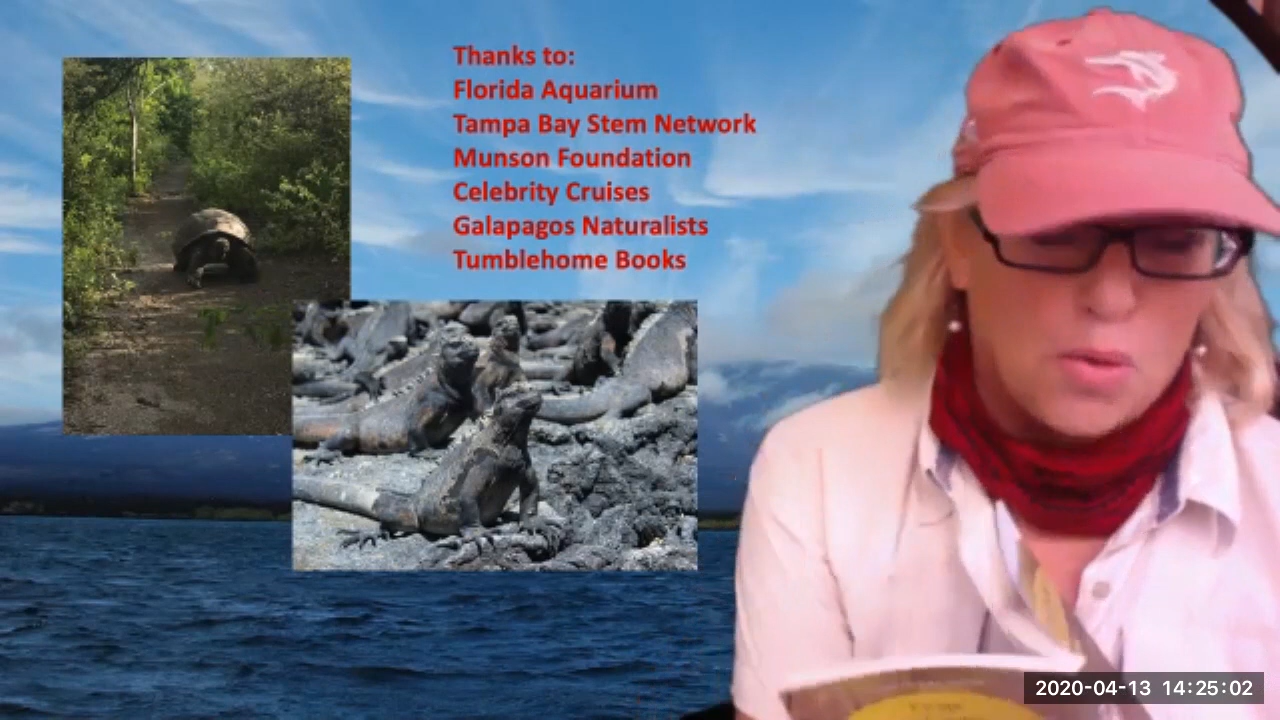 Thanks to:
Florida Aquarium
Tampa Bay Stem Network
Munson Foundation
Celebrity Cruises
Galapagos Naturalists
Tumblehome Books
2020-04-13 14:25:02